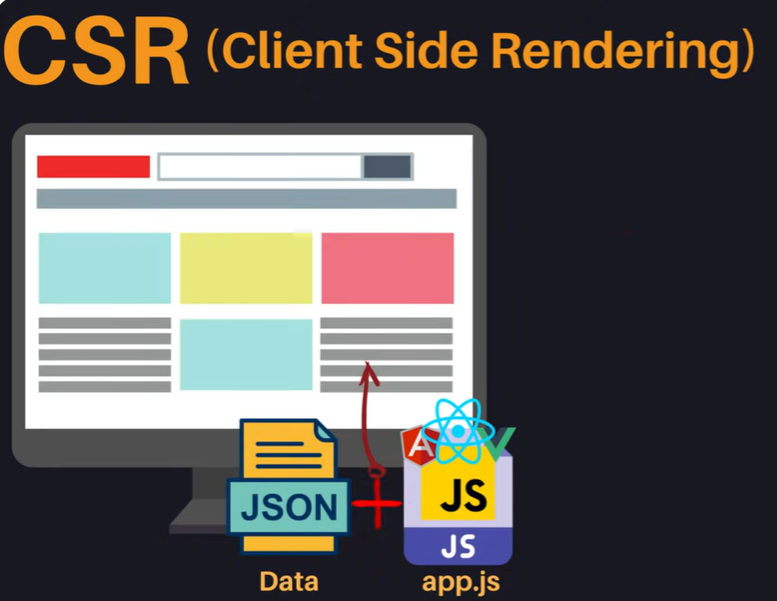 CSR (Client Side Rendering)
A
JSON
JS
JS
Data
app.js